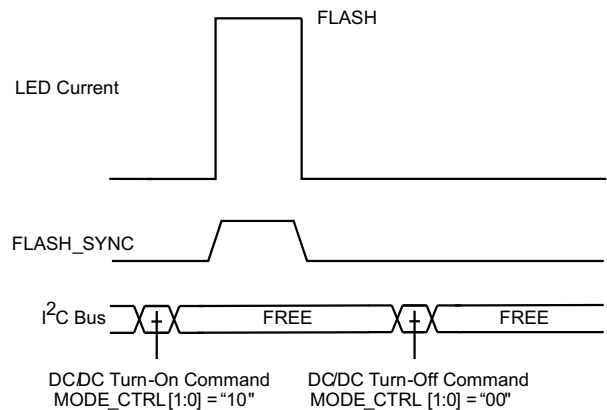 FLASH
LED Current
FLASH_SYNC
I²C Bus
FREE
FREE
DC/DC Turn-On Command
MODE_CTRL [1:0] = “10"
DC/DC Turn-Off Command
MODE_CTRL [1:0] = “00"